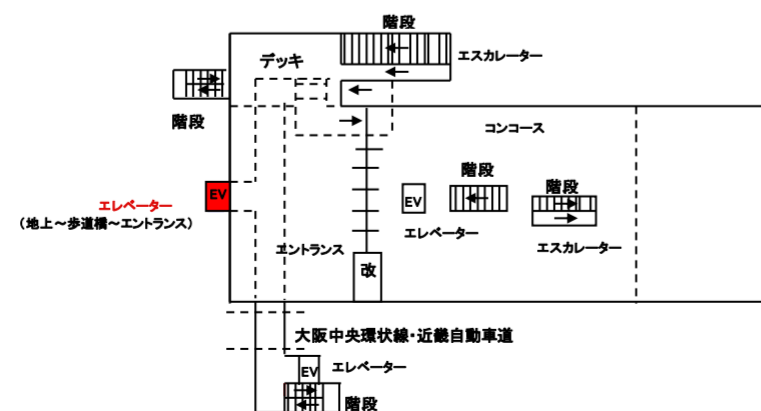 階段
エスカレーター
デッキ
階段
コンコース
階段
階段
EV
EV
エレベーター
(地上～歩道橋～エントランス)
エレベーター
エスカレーター
エントランス
改
大阪中央環状線・近畿自動車道
エレベーター
EV
階段